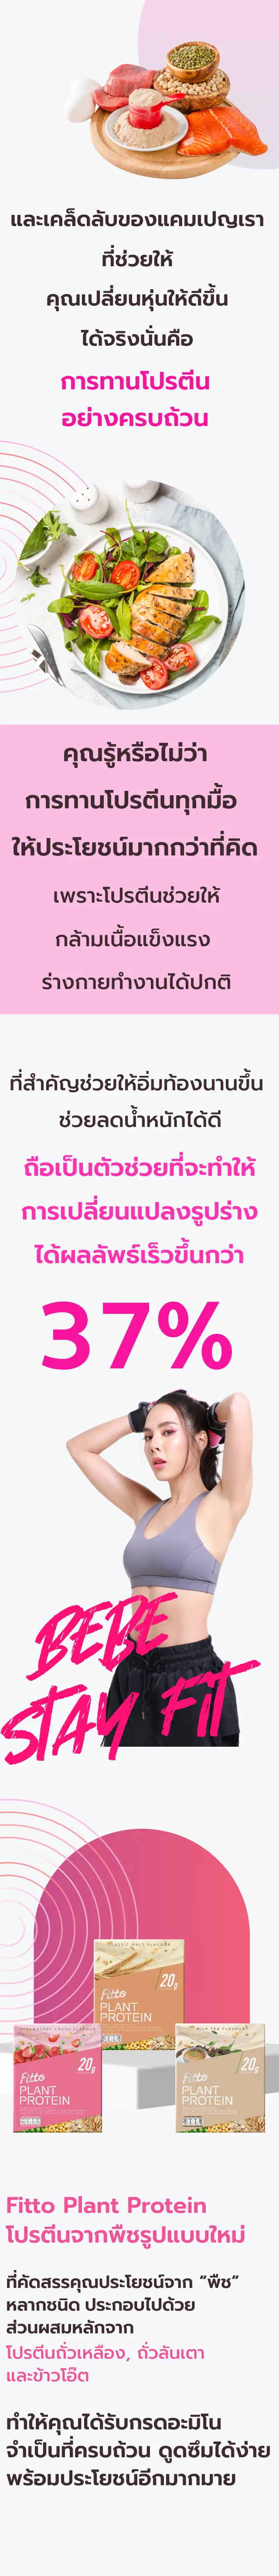 และเคล็ดลับของแคมเปญเรา
ที่ช่วยให้
คุณเปลี่ยนหุ่นให้ดีขึ้น
ได้จริงนั่นคือ
การทานโปรตีน
อย่างครบถ้วน
คุณรู้หรือไม่ว่า
การทานโปรตีนทุกมื้อ
ให้ประโยชน์มากกว่าที่คิด
เพราะโปรตีนช่วยให้
กล้ามเนื้อแข็งแรง
ร่างกายทำงานได้ปกติ
ที่สำคัญช่วยให้อิ่มท้องนานขึ้น
ช่วยลดน้ำหนักได้ดี
ถือเป็นตัวช่วยที่จะทำให้
การเปลี่ยนแปลงรูปร่าง
ได้ผลลัพธ์เร็วขึ้นกว่า
37%
BEBE
STAY FIT
CLASSIC MALT FLAVOUR
20g
Fitto
PLANT
PROTEIN
STRAWBERRY CRUSH FLAVOUR
20g
Fitto
PLANT
PROTEIN
MILK TEA FLAVOUR
20g
Fitto
PLANT
PROTEIN
Fitto Plant Protein
โปรตีนจากพืชรูปแบบใหม่
ที่คัดสรรคุณประโยชน์จาก “พืช”
หลากชนิด ประกอบไปด้วย
ส่วนผสมหลักจาก
โปรตีนถั่วเหลือง, ถั่วลันเตา
และข้าวโอ๊ต
ทำให้คุณได้รับกรดอะมิโน
จำเป็นที่ครบถ้วน ดูดซึมได้ง่าย
พร้อมประโยชน์อีกมากมาย